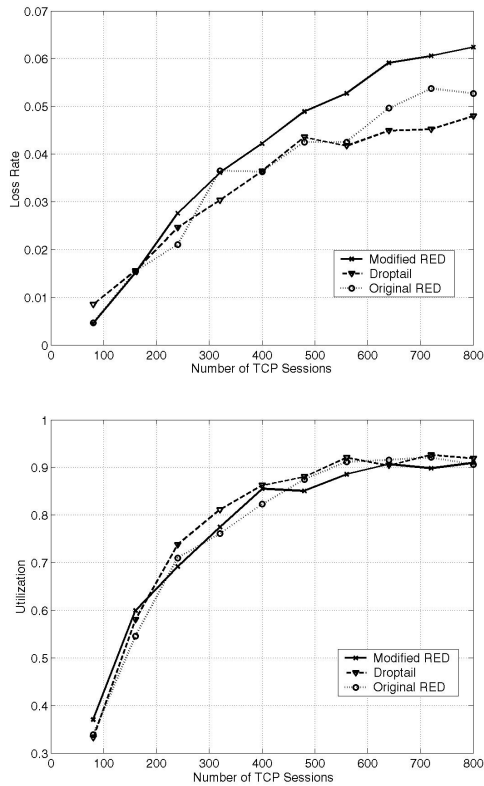 0.07
0.06
0.05
0.04
0.03
0.02
0.01
0
Loss Rate
Modified RED
Droptail
Original RED
0 100 200 300 400 500 600 700 800
Number of TCP Sessions
1
0.9
0.8
0.7
0.6
0.5
0.4
0.3
Utilization
Modified RED
Droptail
Original RED
0 100 200 300 400 500 600 700 800
Number of TCP Sessions